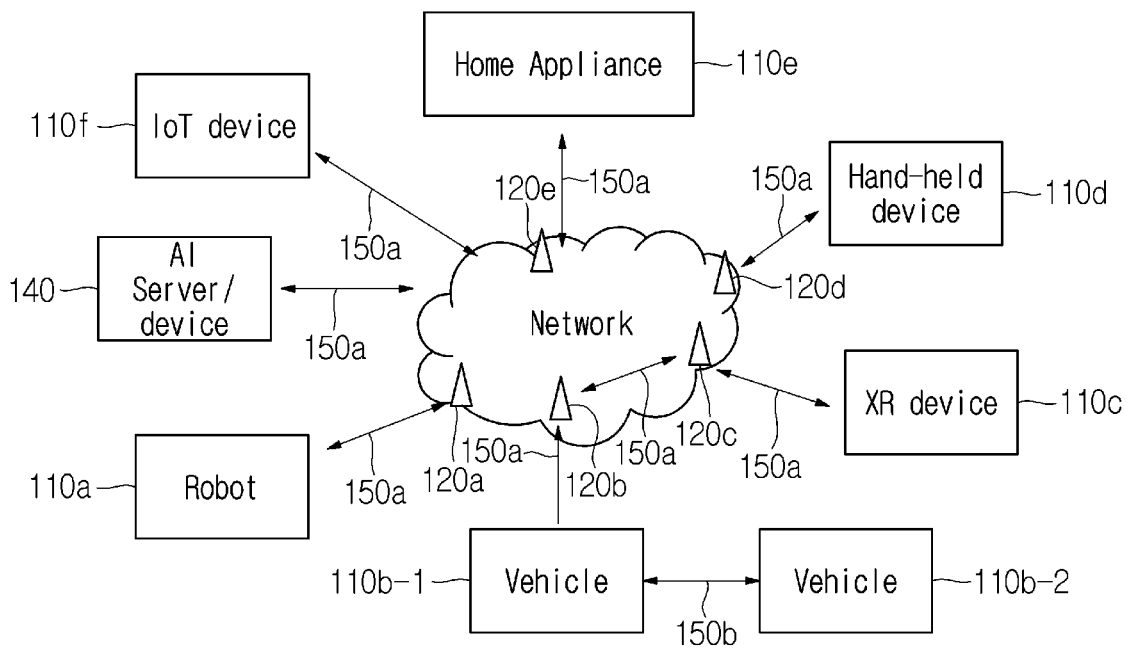 Home Appliance
110e
110f
IoT device
120e
150a
150a
Hand-held
device
110d
150a
140
AI
Server/
device
150a
120d
Network
110a
Robot
150a
120a
150a
120b
150a
120c
150a
XR device
110c
110b-1
Vehicle
150b
Vehicle
110b-2